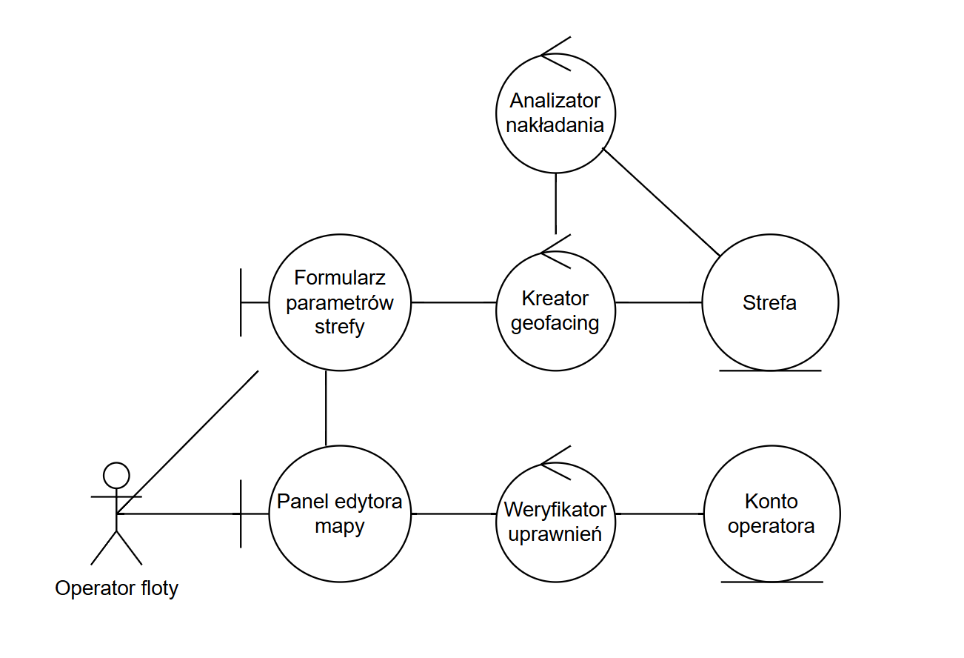 Analizator
nakładania
Formularz
parametrów
strefy
Kreator
geofacing
Strefa
Panel edytora
mapy
Weryfikator
uprawnień
Konto
operatora
Operator floty